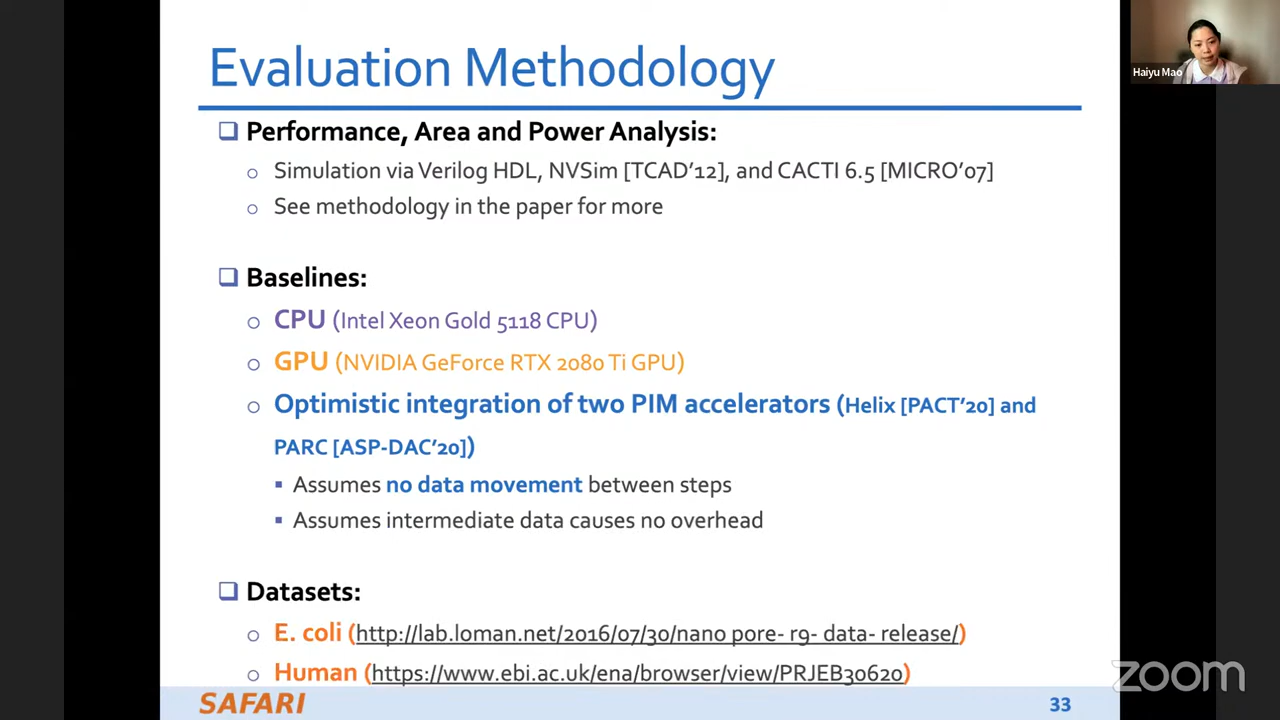 Evaluation Methodology
Haiyu Mao
Performance, Area and Power Analysis:
Simulation via Verilog HDL, NVSim [TCAD'12], and CACTI 6.5 [MICRO'07]
See methodology in the paper for more
Baselines:
CPU (Intel Xeon Gold 5118 CPU)
GPU (NVIDIA GeForce RTX 2080 Ti GPU)
Optimistic integration of two PIM accelerators (Helix [PACT'20] and
PARC [ASP-DAC'20])
Assumes no data movement between steps
Assumes intermediate data causes no overhead
Datasets:
E. coli (http://lab.loman.net/2016/07/30/nano pore- r9- data- release/)
Human (https://www.ebi.ac.uk/ena/browser/view/PRJEB30620)
SAFARI
33
zoom